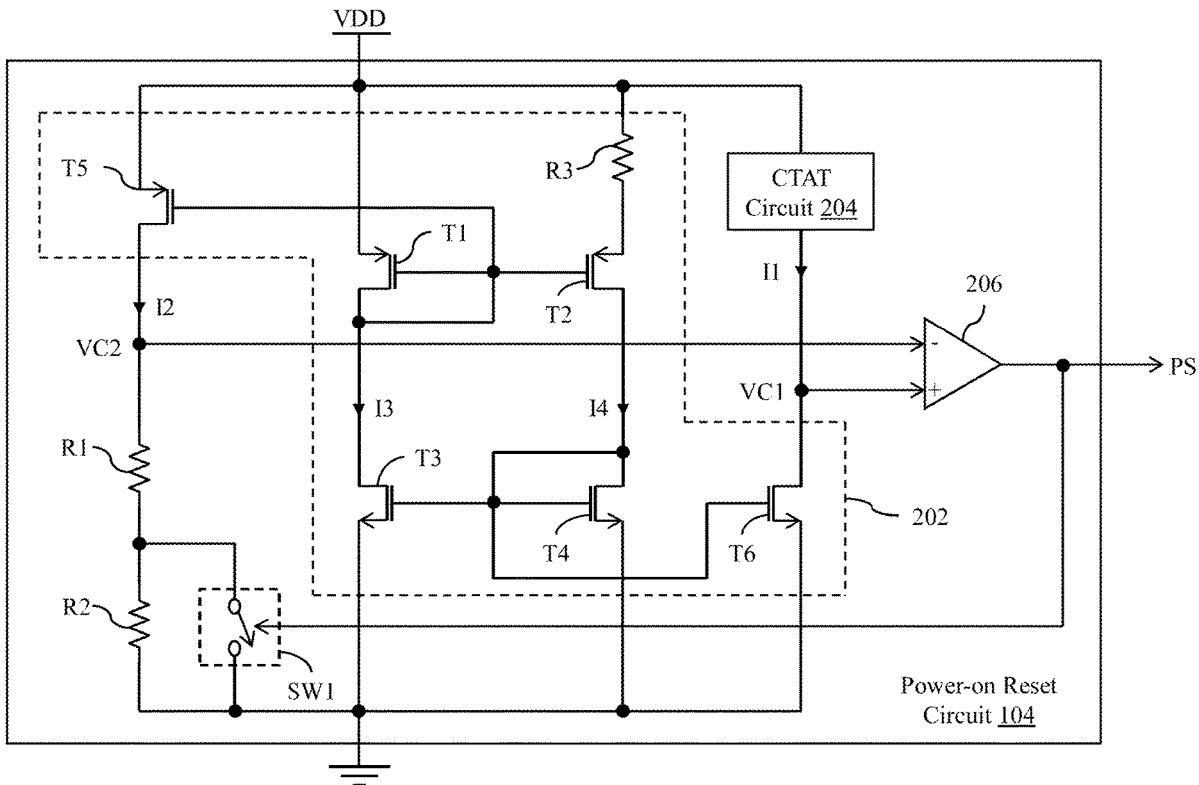 VDD
T5
R3
CTAT
Circuit 204
T1
I1
206
I2
T2
VC2
-
PS
VC1
+
I3
I4
R1
T3
202
T4
T6
R2
SW1
Power-on Reset
Circuit 104